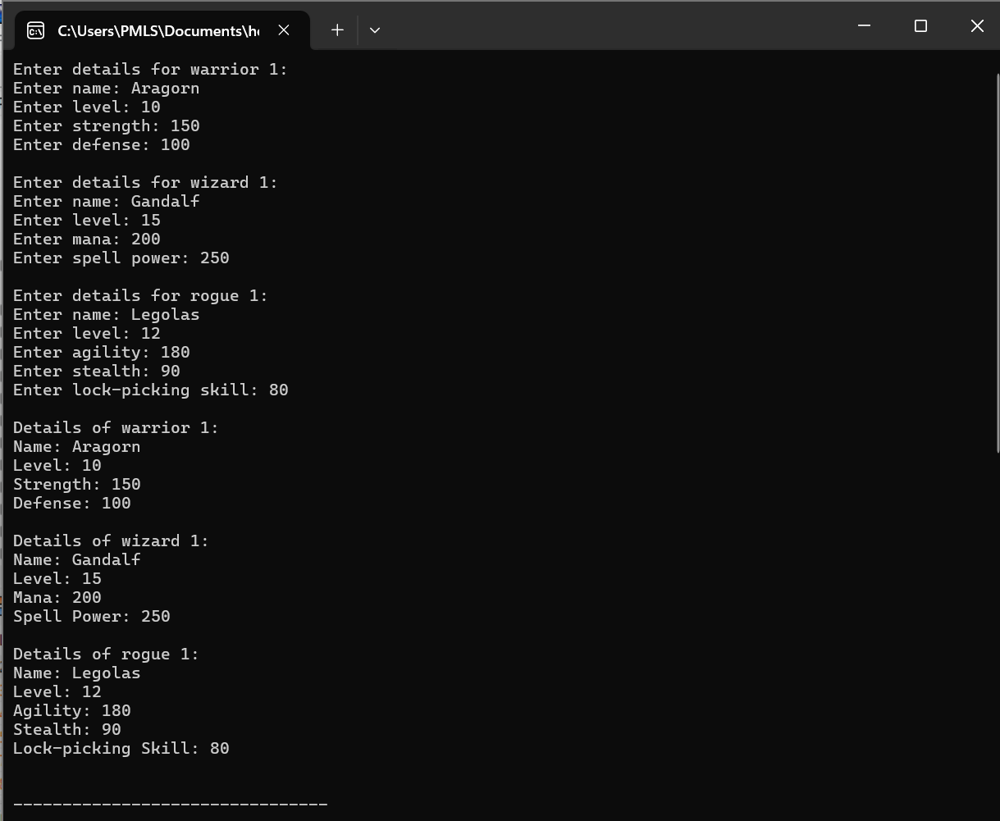 C:\Users\PMLS\Documents\he
Enter details for warrior 1:
Enter name: Aragorn
Enter level: 10
Enter strength: 150
Enter defense: 100
Enter details for wizard 1:
Enter name: Gandalf
Enter level: 15
Enter mana: 200
Enter spell power: 250
Enter details for rogue 1:
Enter name: Legolas
Enter level: 12
Enter agility: 180
Enter stealth: 90
Enter lock-picking skill: 80
Details of warrior 1:
Name: Aragorn
Level: 10
Strength: 150
Defense: 100
Details of wizard 1:
Name: Gandalf
Level: 15
Mana: 200
Spell Power: 250
Details of rogue 1:
Name: Legolas
Level: 12
Agility: 180
Stealth: 90
Lock-picking Skill: 80
--------------------------------